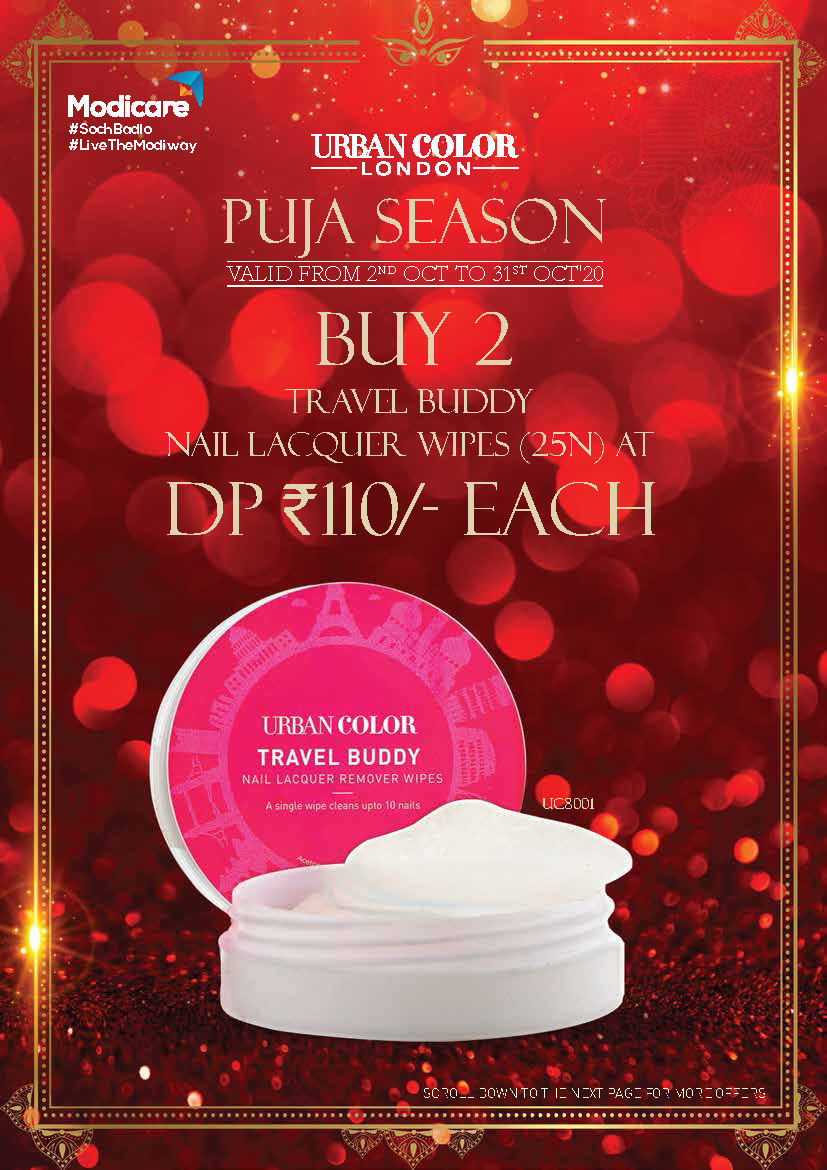 Modicare
#SochBadlo
#LiveTheModiway
URBAN COLOR
LONDON
PUJA SEASON
VALID FROM 2ND OCT TO 31ST OCT'20
BUY 2
TRAVEL BUDDY
NAIL LACQUER WIPES (25N) AT
DP ₹110/- EACH
URBAN COLOR
TRAVEL BUDDY
NAIL LACQUER REMOVER WIPES
A single wipe cleans upto 10 nails
UC8001
SCROLL DOWN TO THE NEXT PAGE FOR MORE OFFERS